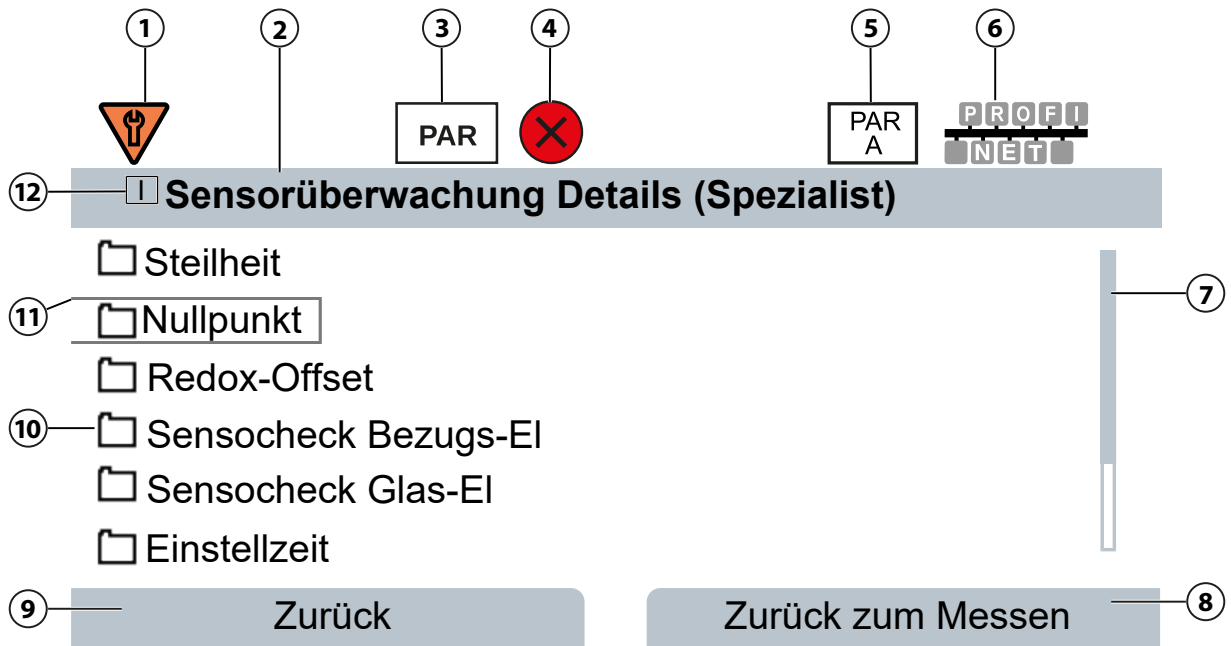 1 2 3 4 5 6
PAR
PAR
A
PROFI
NET
12 I Sensorüberwachung Details (Spezialist)
Steilheit
7
11 Nullpunkt
Redox-Offset
10 Sensocheck Bezugs-El
Sensocheck Glas-El
Einstellzeit
9 Zurück Zurück zum Messen 8